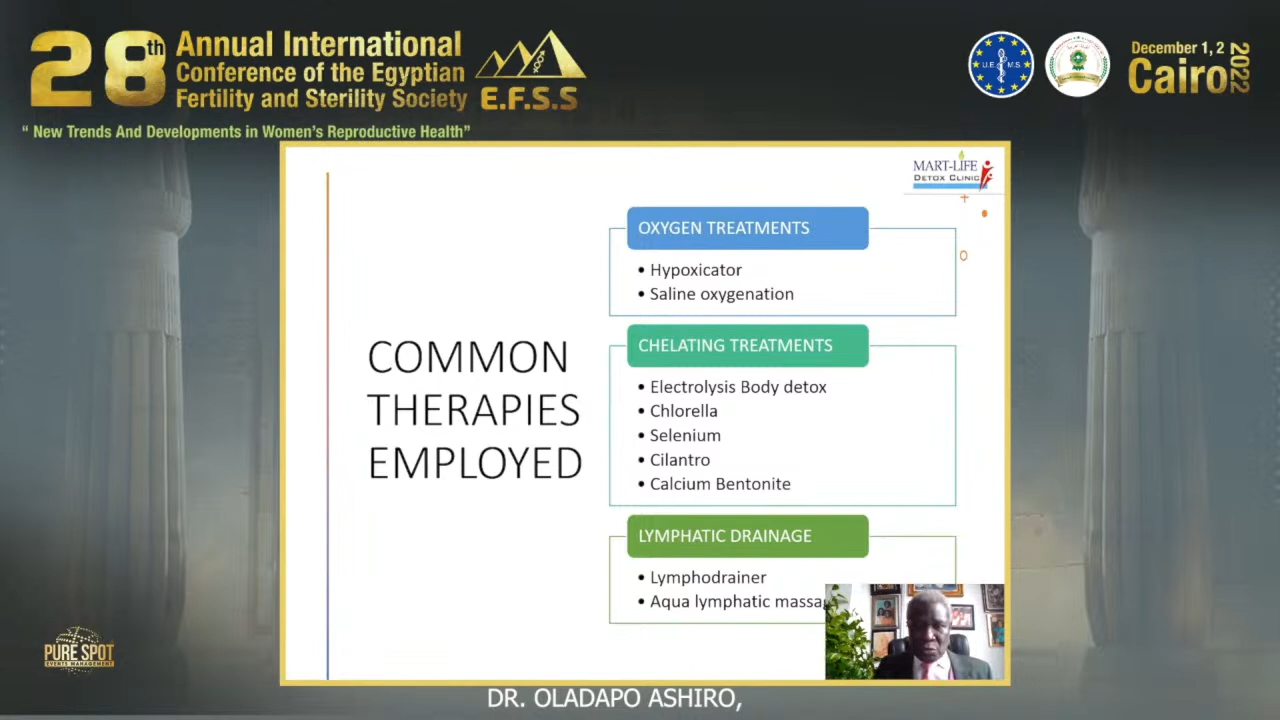 28th
Annual International
Conference of the Egyptian
Fertility and Sterility Society
E.F.S.S
“ New Trends And Developments in Women’s Reproductive Health”
U.E.M.S.
December 1, 2
Cairo 2022
MART-LIFE
DETOX CLINIC
COMMON
THERAPIES
EMPLOYED
OXYGEN TREATMENTS
• Hypoxicator
• Saline oxygenation
CHELATING TREATMENTS
• Electrolysis Body detox
• Chlorella
• Selenium
• Cilantro
• Calcium Bentonite
LYMPHATIC DRAINAGE
• Lymphodrainer
• Aqua lymphatic
PURE SPOT
EVENTS MANAGEMENT
DR. OLADAPO ASHIRO,